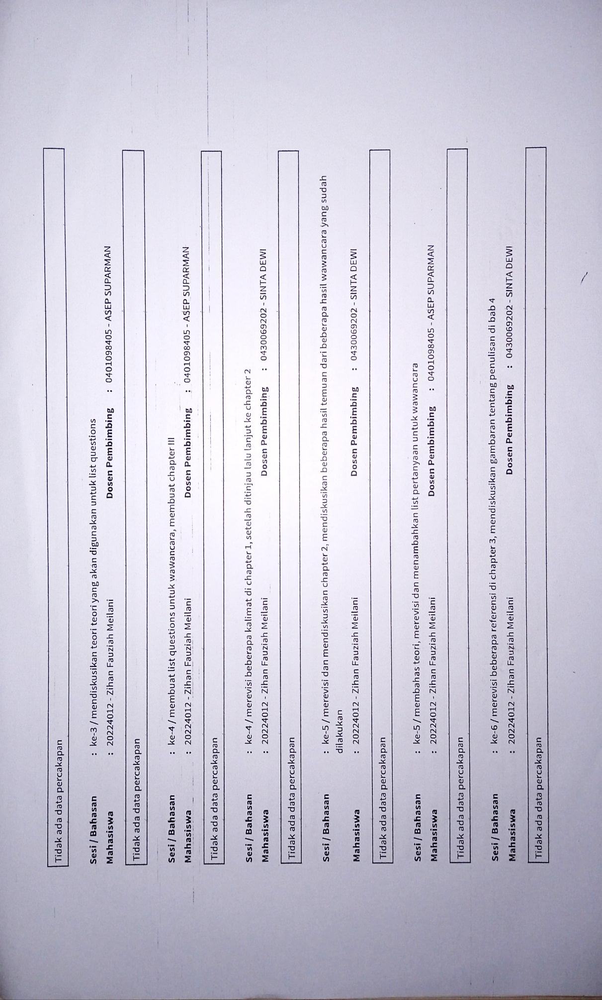 Tidak ada data percakapan
Sesi / Bahasan : ke-3 / mendiskusikan teori teori yang akan digunakan untuk list questions
Mahasiswa : 20224012 - Zihan Fauziah Meilani Dosen Pembimbing : 0401098405 - ASEP SUPARMAN
Tidak ada data percakapan
Sesi / Bahasan : ke-4 / membuat list questions untuk wawancara, membuat chapter III
Mahasiswa : 20224012 - Zihan Fauziah Meilani Dosen Pembimbing : 0401098405 - ASEP SUPARMAN
Tidak ada data percakapan
Sesi / Bahasan : ke-4 / merevisi beberapa kalimat di chapter 1, setelah ditinjau lalu lanjut ke chapter 2
Mahasiswa : 20224012 - Zihan Fauziah Meilani Dosen Pembimbing : 0430069202 - SINTA DEWI
Tidak ada data percakapan
Sesi / Bahasan : ke-5 / merevisi dan mendiskusikan chapter 2, mendiskusikan beberapa hasil temuan dari beberapa hasil wawancara yang sudah
dilakukan
Mahasiswa : 20224012 - Zihan Fauziah Meilani Dosen Pembimbing : 0430069202 - SINTA DEWI
Tidak ada data percakapan
Sesi / Bahasan : ke-5 / membahas teori, merevisi dan menambahkan list pertanyaan untuk wawancara
Mahasiswa : 20224012 - Zihan Fauziah Meilani Dosen Pembimbing : 0401098405 - ASEP SUPARMAN
Tidak ada data percakapan
Sesi / Bahasan : ke-6 / merevisi beberapa referensi di chapter 3, mendiskusikan gambaran tentang penulisan di bab 4
Mahasiswa : 20224012 - Zihan Fauziah Meilani Dosen Pembimbing : 0430069202 - SINTA DEWI
Tidak ada data percakapan